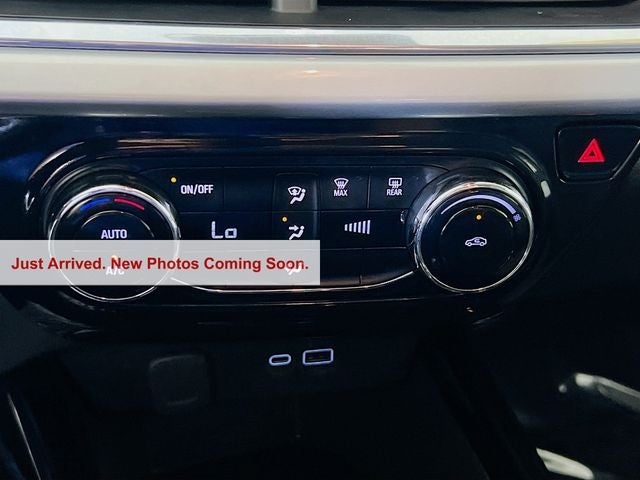 ON/OFF
MAX
REAR
AUTO
Lo
Just Arrived. New Photos Coming Soon.
A/C